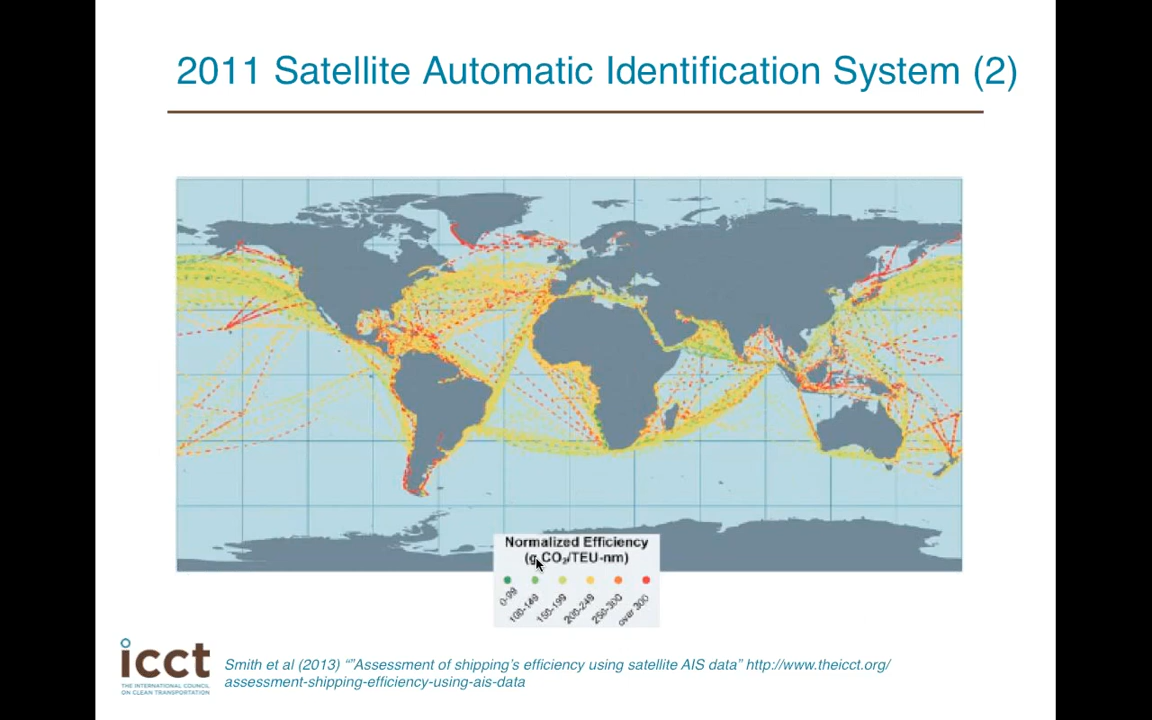 2011 Satellite Automatic Identification System (2)
Normalized Efficiency
(g CO₂/TEU-nm)
0-99
100-149
150-199
200-249
250-300
over 300
icct
THE INTERNATIONAL COUNCIL
ON CLEAN TRANSPORTATION
Smith et al (2013) “”Assessment of shipping’s efficiency using satellite AIS data” http://www.theicct.org/
assessment-shipping-efficiency-using-ais-data